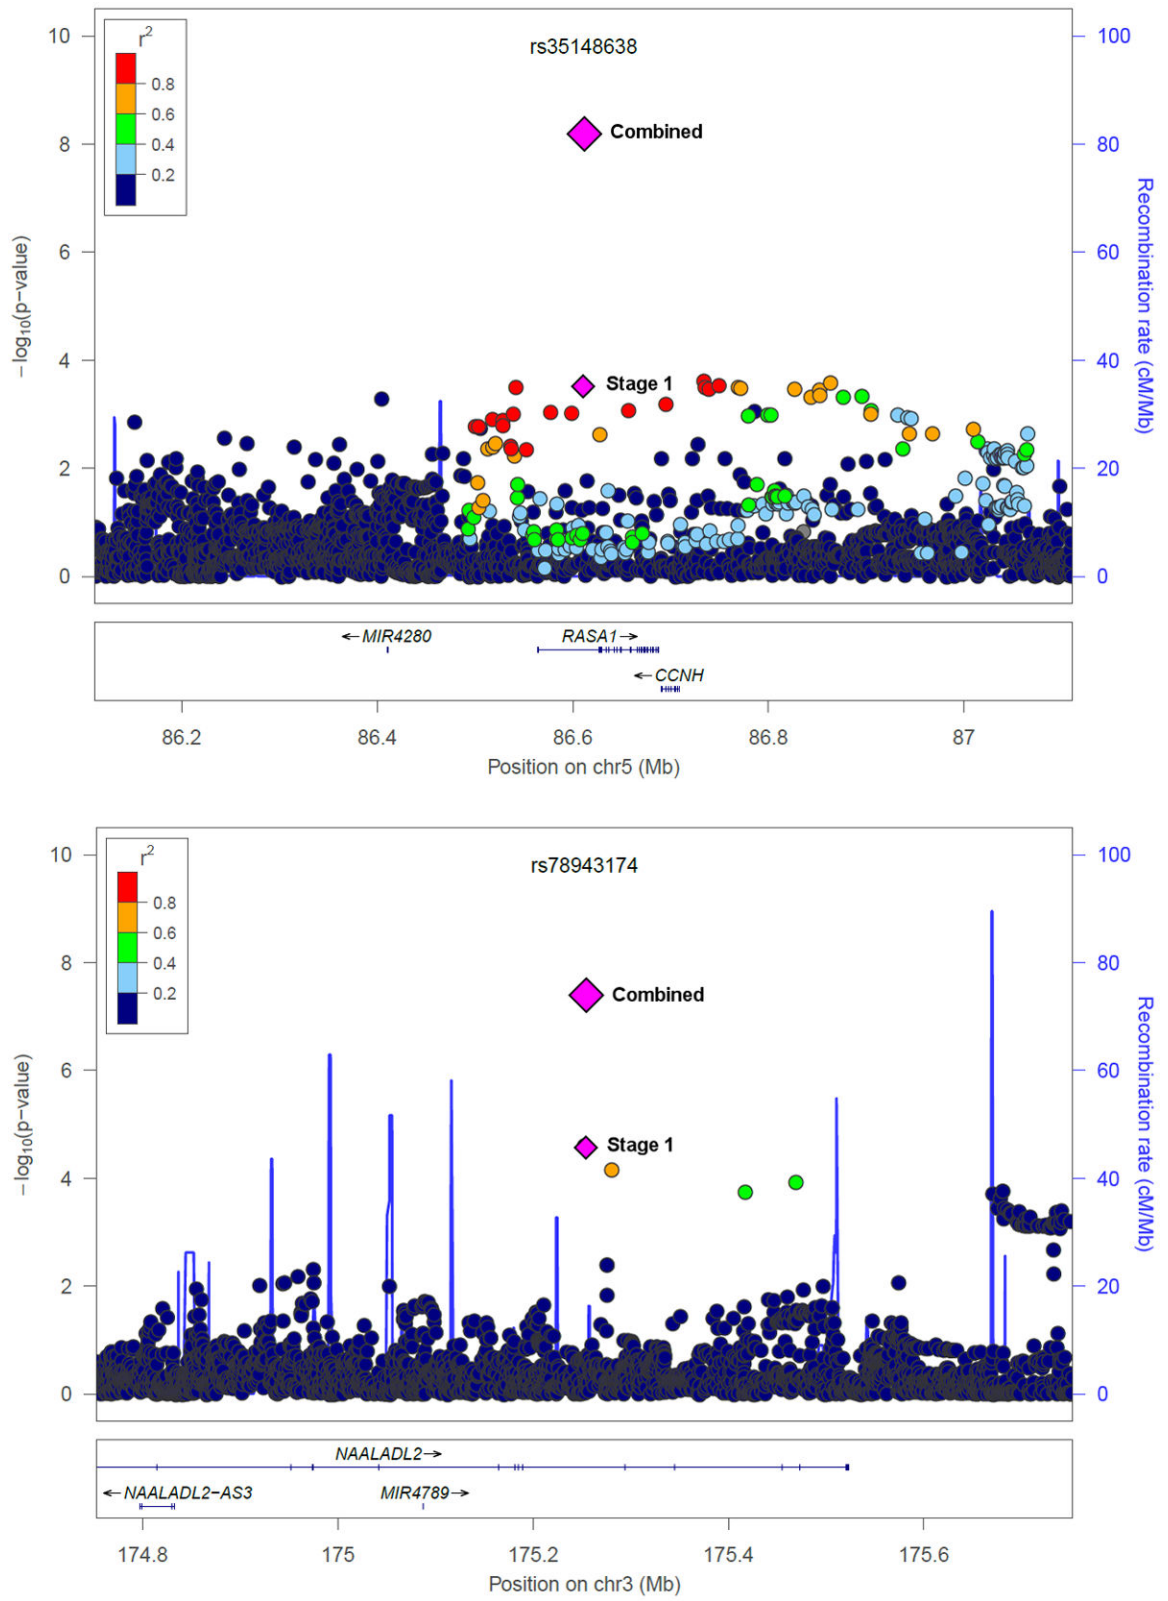 rs35148638
r2
0.8
0.6
0.4
0.2
Combined
Stage 1
10
8
6
4
2
0
−log10(p−value)
100
80
60
40
20
0
Recombination rate (cM/Mb)
←MIR4280
RASA1→
←CCNH
86.2
86.4
86.6
86.8
87
Position on chr5 (Mb)
rs78943174
r2
0.8
0.6
0.4
0.2
Combined
Stage 1
10
8
6
4
2
0
−log10(p−value)
100
80
60
40
20
0
Recombination rate (cM/Mb)
NAALADL2→
←NAALADL2−AS3
MIR4789→
174.8
175
175.2
175.4
175.6
Position on chr3 (Mb)